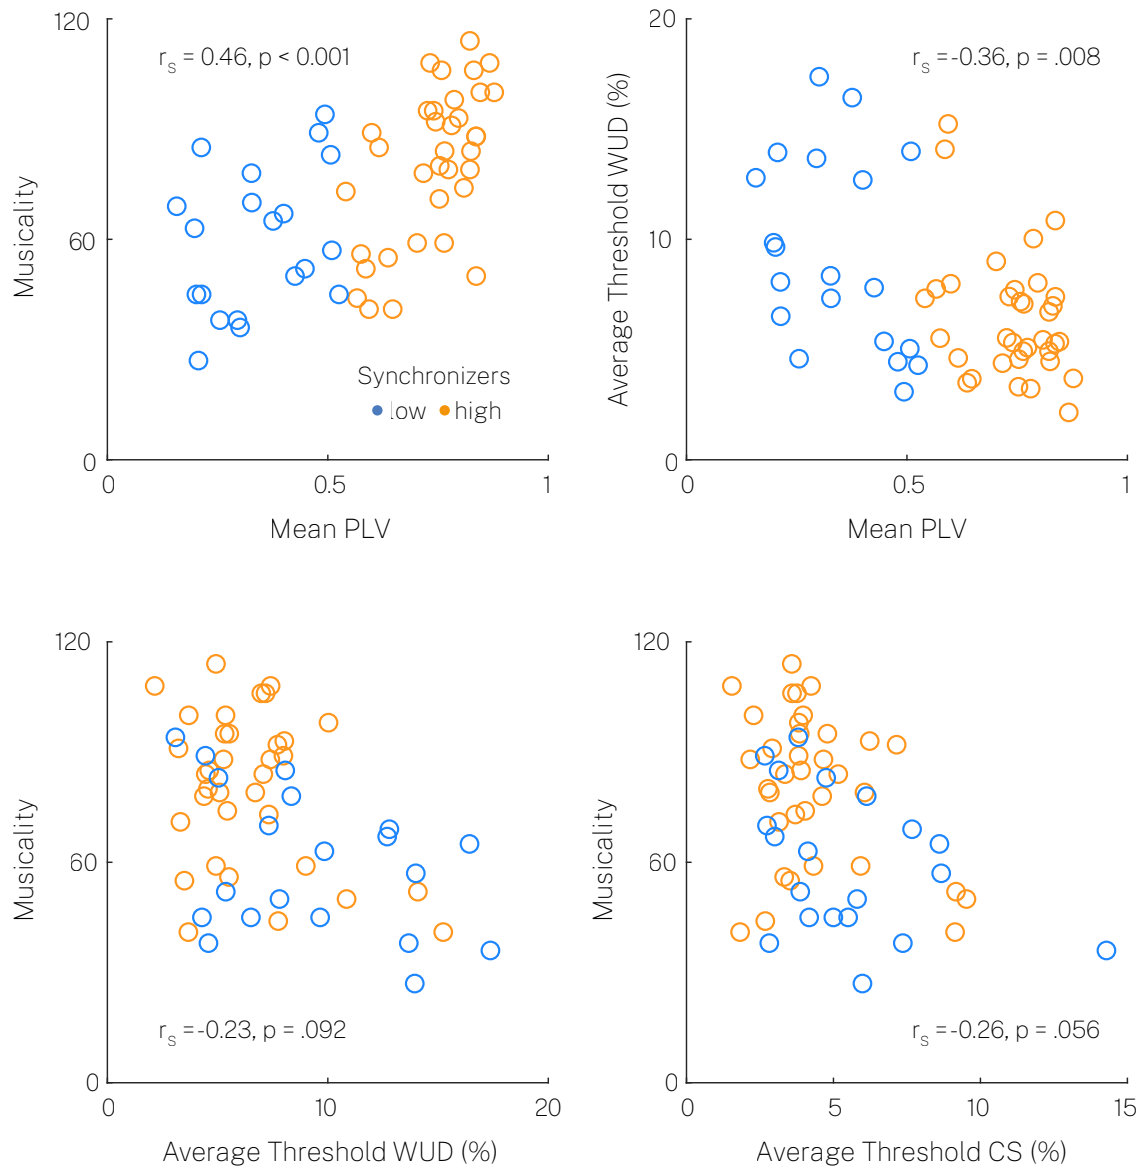 120
60
0
Musicality
r_s = 0.46, p < 0.001
Synchronizers
low high
0 0.5 1
Mean PLV
20
10
0
Average Threshold WUD (%)
r_s =-0.36, p = .008
0 0.5 1
Mean PLV
120
60
0
Musicality
r_s =-0.23, p = .092
0 10 20
Average Threshold WUD (%)
120
60
0
Musicality
r_s =-0.26, p = .056
0 5 10 15
Average Threshold CS (%)